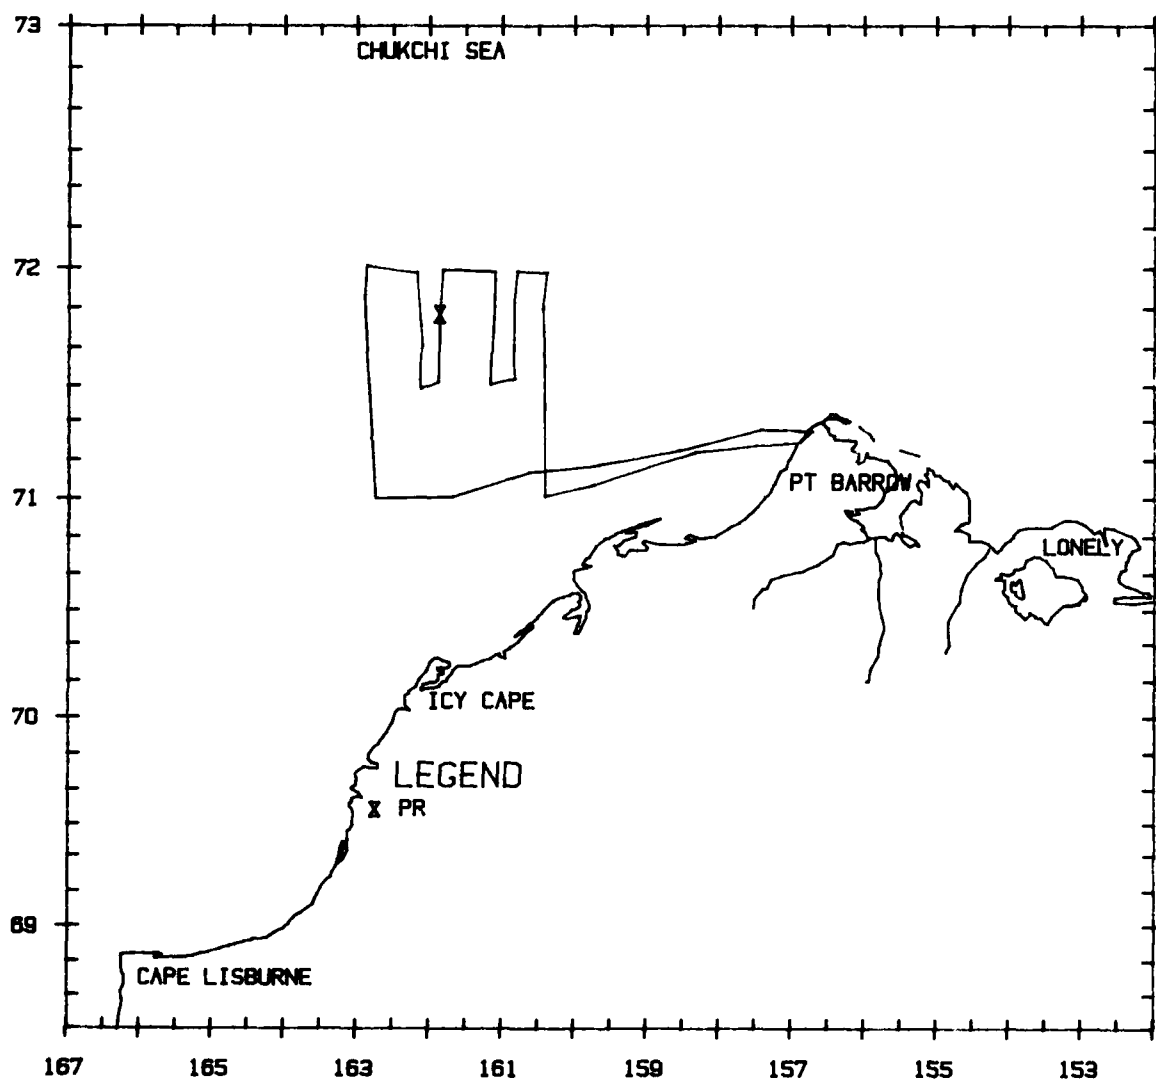 73
CHUKCHI SEA
72
71
PT BARROW
LONELY
70
ICY CAPE
LEGEND
PR
69
CAPE LISBURNE
167 165 163 161 159 157 155 153